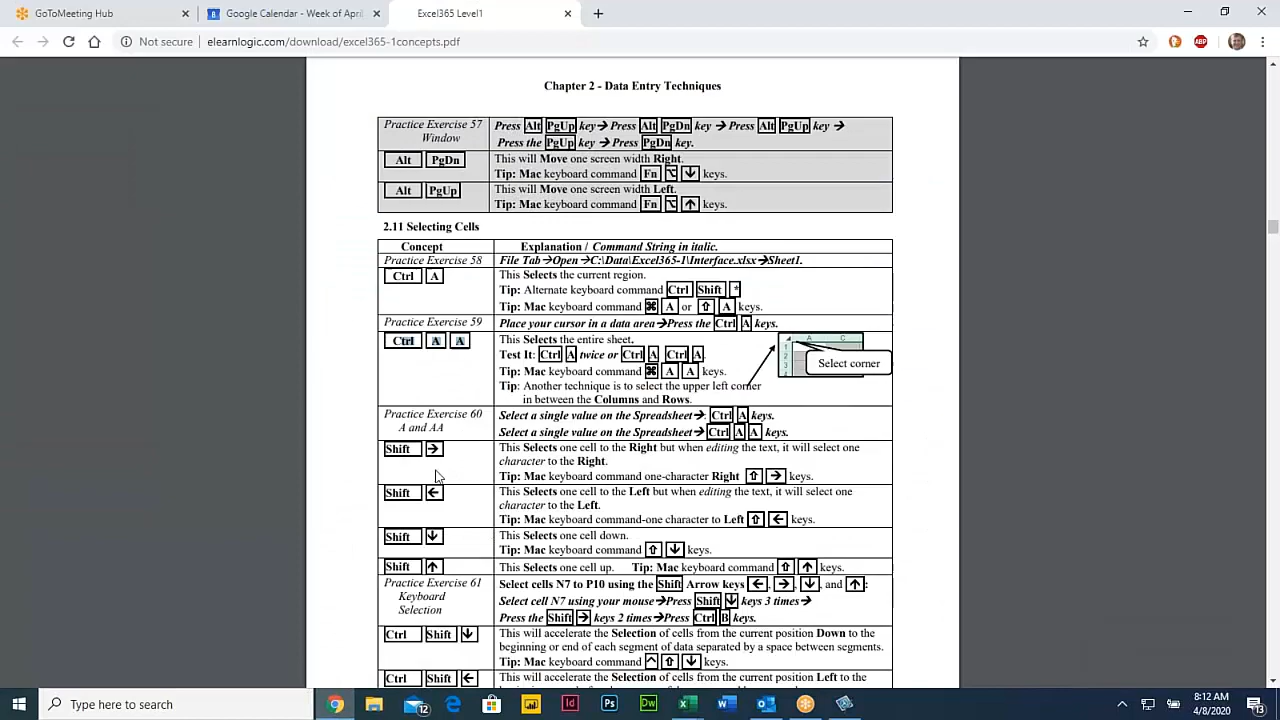 GoToMeeting Hub
Google Calendar - Week of April
Excel365 Level1
Not secure
elearnlogic.com/download/excel365-1concepts.pdf
ABP
Chapter 2 - Data Entry Techniques
Practice Exercise 57
Window
Press Alt PgUp key→ Press Alt PgDn key → Press Alt PgUp key →
Press the PgUp key → Press PgDn key.
Alt PgDn
This will Move one screen width Right.
Tip: Mac keyboard command Fn ⌥ ↓ keys.
Alt PgUp
This will Move one screen width Left.
Tip: Mac keyboard command Fn ⌥ ↑ keys.
2.11 Selecting Cells
Concept
Explanation / Command String in italic.
Practice Exercise 58
File Tab→Open→C:\Data\Excel365-1\Interface.xlsx→Sheet1.
Ctrl A
This Selects the current region.
Tip: Alternate keyboard command Ctrl Shift *
Tip: Mac keyboard command ⌘ A or ⇧ A keys.
Practice Exercise 59
Place your cursor in a data area→Press the Ctrl A keys.
Ctrl A A
This Selects the entire sheet.
Test It: Ctrl A twice or Ctrl A Ctrl A.
Tip: Mac keyboard command ⌘ A A keys.
Tip: Another technique is to select the upper left corner
in between the Columns and Rows.
A C
1
2
3
4
Select corner
Practice Exercise 60
A and AA
Select a single value on the Spreadsheet→. Ctrl A keys.
Select a single value on the Spreadsheet→ Ctrl A A keys.
Shift →
This Selects one cell to the Right but when editing the text, it will select one
character to the Right.
Tip: Mac keyboard command one-character Right ⇧ → keys.
Shift ←
This Selects one cell to the Left but when editing the text, it will select one
character to the Left.
Tip: Mac keyboard command-one character to Left ⇧ ← keys.
Shift ↓
This Selects one cell down.
Tip: Mac keyboard command ⇧ ↓ keys.
Shift ↑
This Selects one cell up. Tip: Mac keyboard command ⇧ ↑ keys.
Practice Exercise 61
Keyboard
Selection
Select cells N7 to P10 using the Shift Arrow keys ←, →, ↓, and ↑:
Select cell N7 using your mouse→Press Shift ↓ keys 3 times→
Press the Shift → keys 2 times→Press Ctrl B keys.
Ctrl Shift ↓
This will accelerate the Selection of cells from the current position Down to the
beginning or end of each segment of data separated by a space between segments.
Tip: Mac keyboard command ^ ⇧ ↓ keys.
Ctrl Shift ←
This will accelerate the Selection of cells from the current position Left to the
Type here to search
12
Id
Ps
Dw
8:12 AM
4/8/2020
13